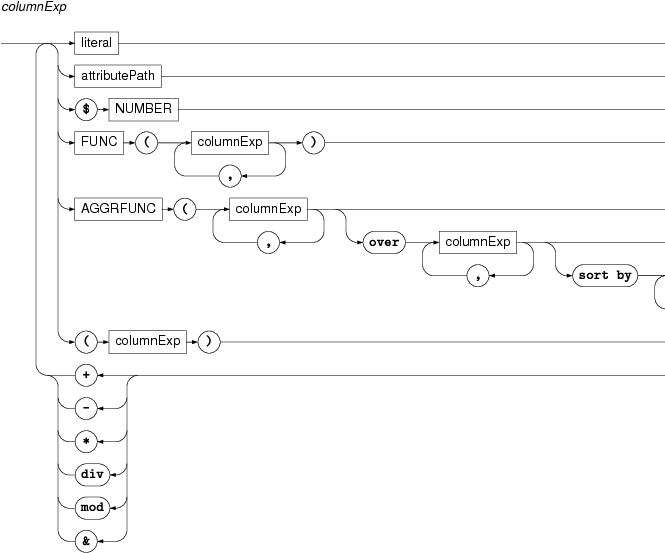 columnExp
literal
attributePath
$ NUMBER
FUNC ( columnExp )
,
AGGRFUNC ( columnExp
, over columnExp
, sort by
( columnExp )
+
-
*
div
mod
&